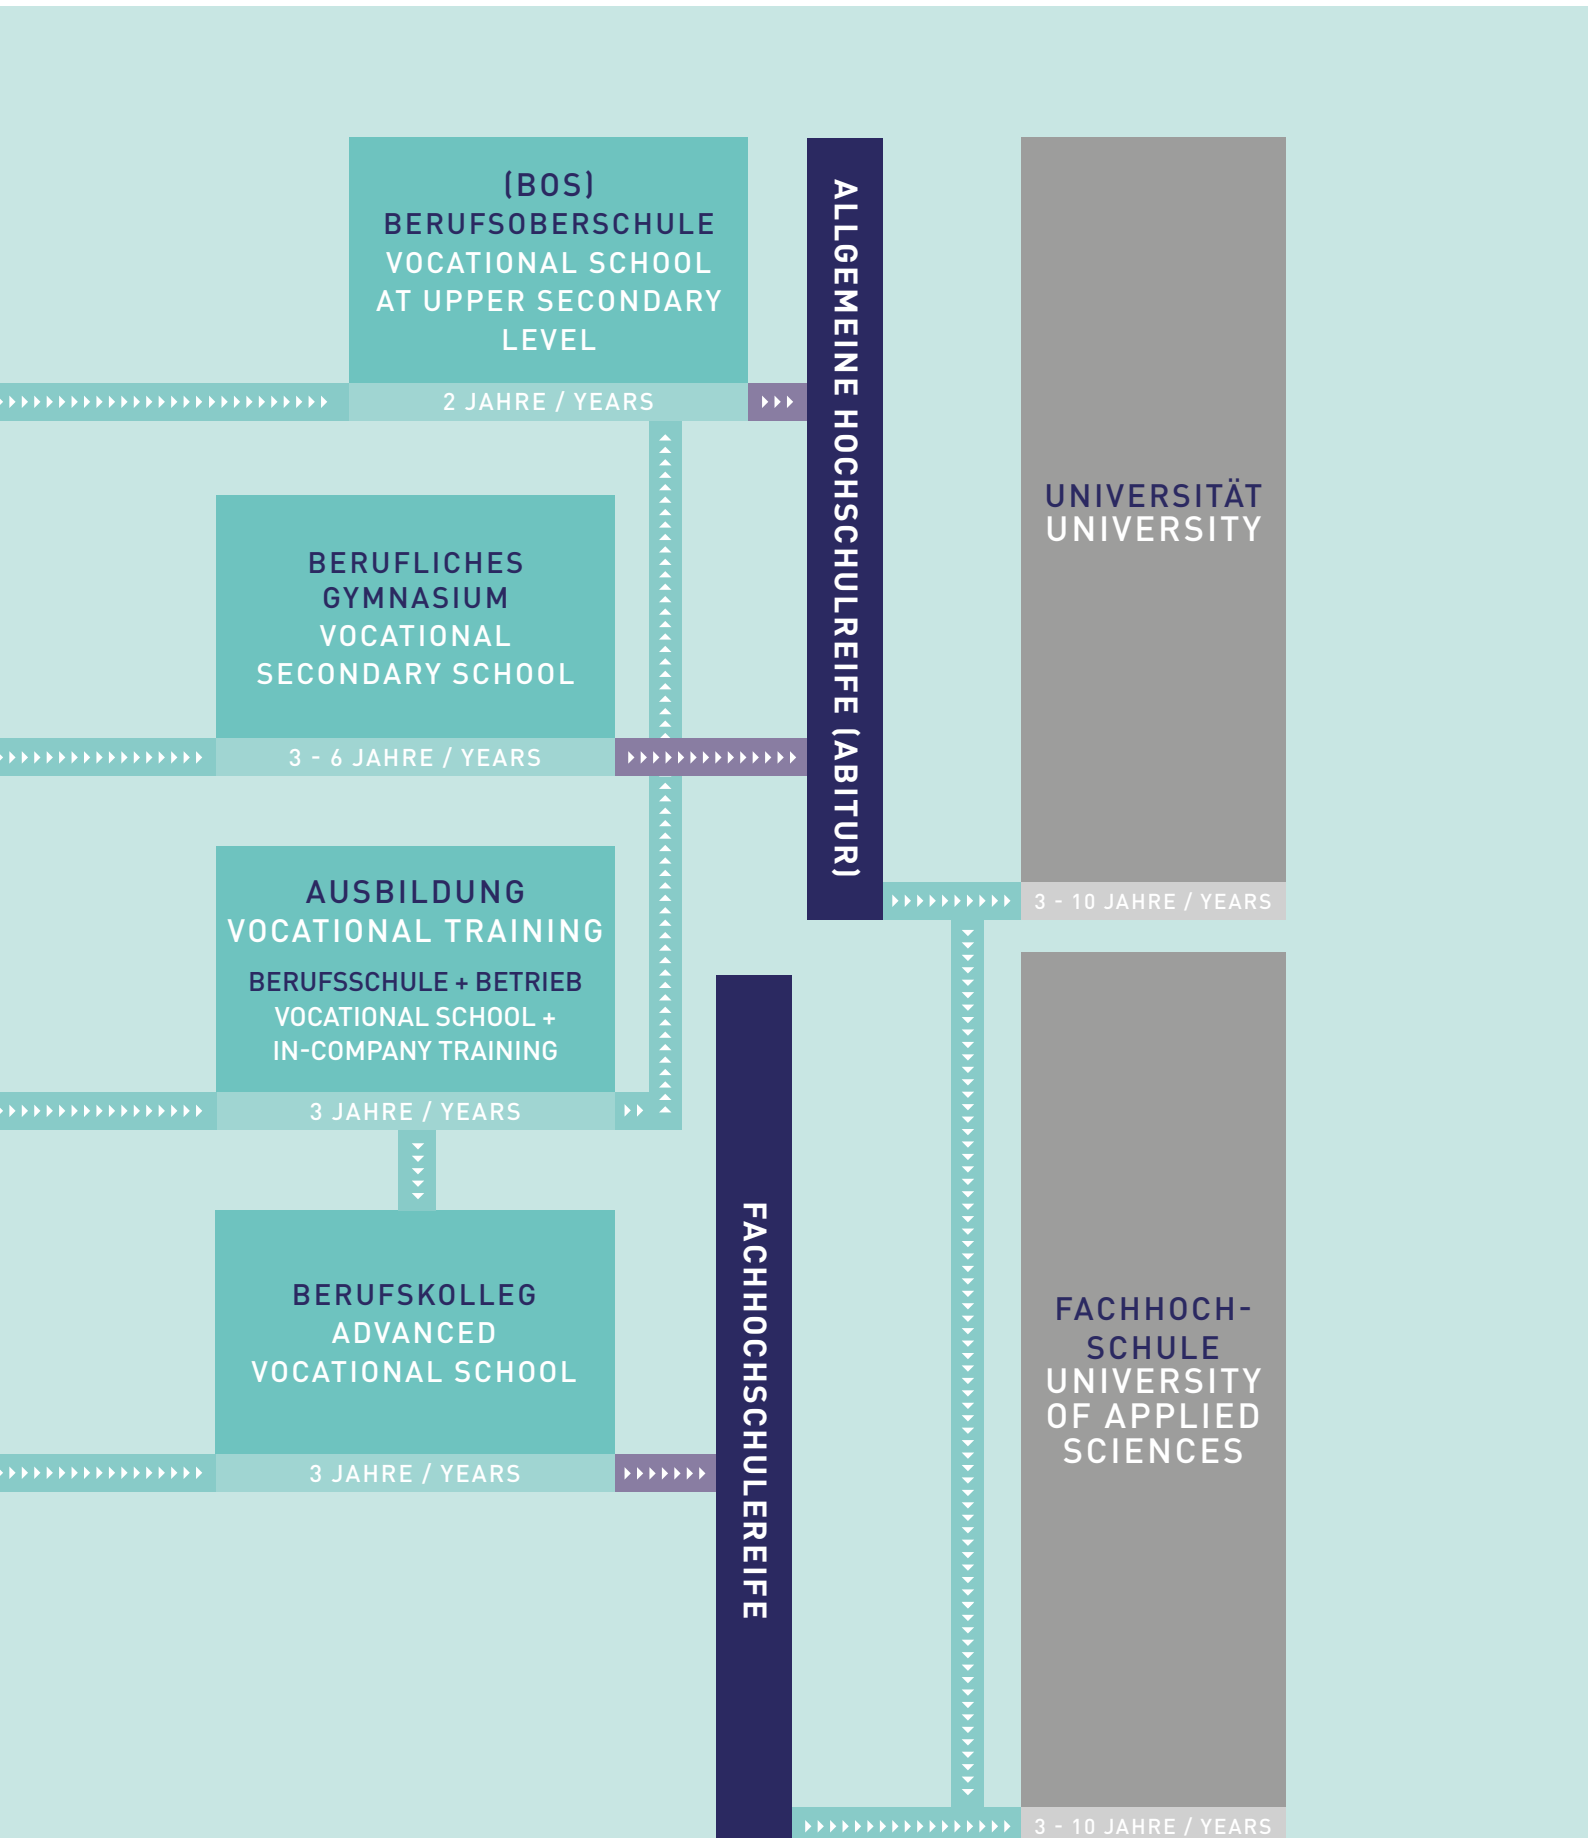 (BOS)
BERUFSOBERSCHULE
VOCATIONAL SCHOOL
AT UPPER SECONDARY
LEVEL
2 JAHRE / YEARS
BERUFLICHES
GYMNASIUM
VOCATIONAL
SECONDARY SCHOOL
3 - 6 JAHRE / YEARS
AUSBILDUNG
VOCATIONAL TRAINING
BERUFSSCHULE + BETRIEB
VOCATIONAL SCHOOL +
IN-COMPANY TRAINING
3 JAHRE / YEARS
BERUFSKOLLEG
ADVANCED
VOCATIONAL SCHOOL
3 JAHRE / YEARS
ALLGEMEINE HOCHSCHULREIFE (ABITUR)
FACHHOCHSCHULEREIFE
UNIVERSITÄT
UNIVERSITY
3 - 10 JAHRE / YEARS
FACHHOCH-
SCHULE
UNIVERSITY
OF APPLIED
SCIENCES
3 - 10 JAHRE / YEARS